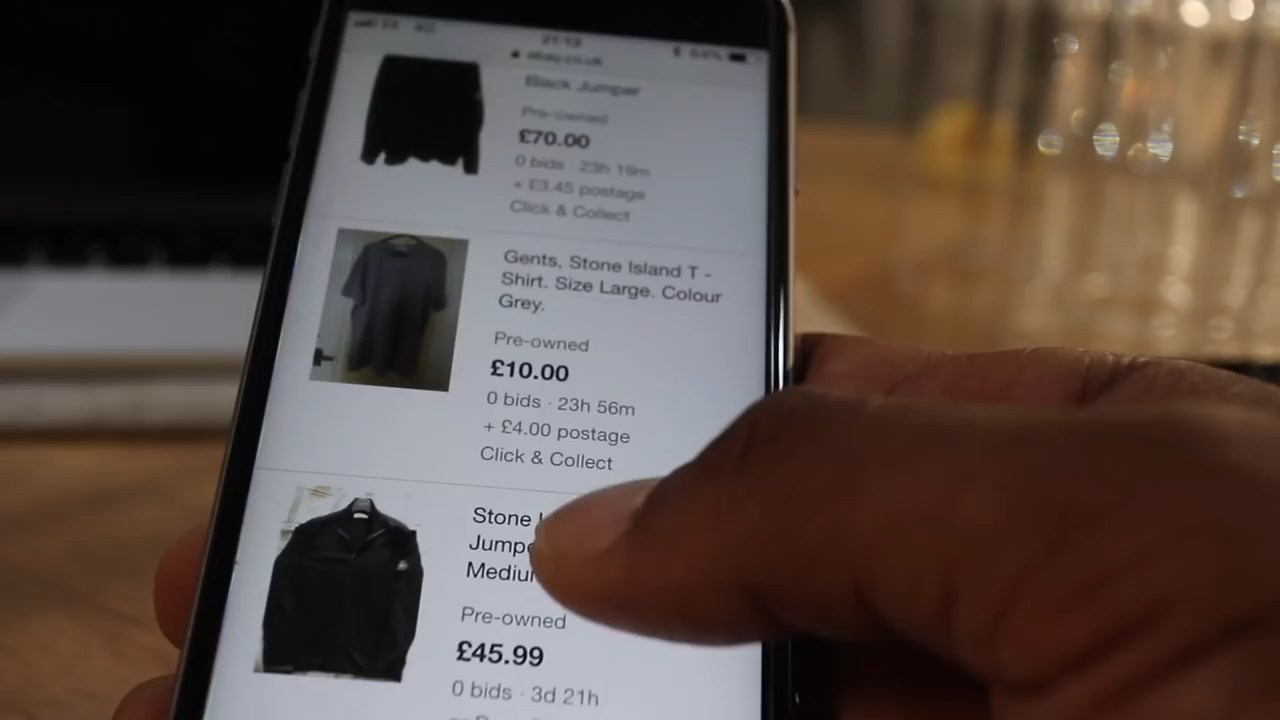 21:13
ebay.co.uk
Black Jumper
Pre-owned
£70.00
0 bids · 23h 19m
+ £3.45 postage
Click & Collect
Gents, Stone Island T -
Shirt. Size Large. Colour
Grey.
Pre-owned
£10.00
0 bids · 23h 56m
+ £4.00 postage
Click & Collect
Stone
Jumpe
Mediu
Pre-owned
£45.99
0 bids · 3d 21h